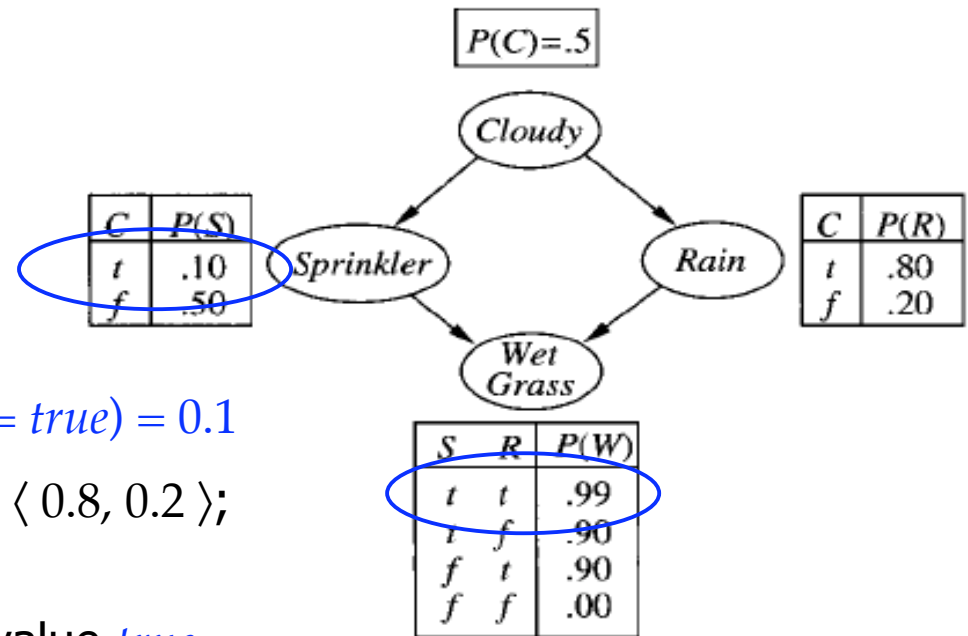 P(C)=.5
Cloudy
C P(S)
t .10
f .50
Sprinkler
Rain
C P(R)
t .80
f .20
Wet
Grass
= true) = 0.1
⟨ 0.8, 0.2 ⟩;
S R P(W)
t t .99
t f .90
f t .90
f f .00
value true